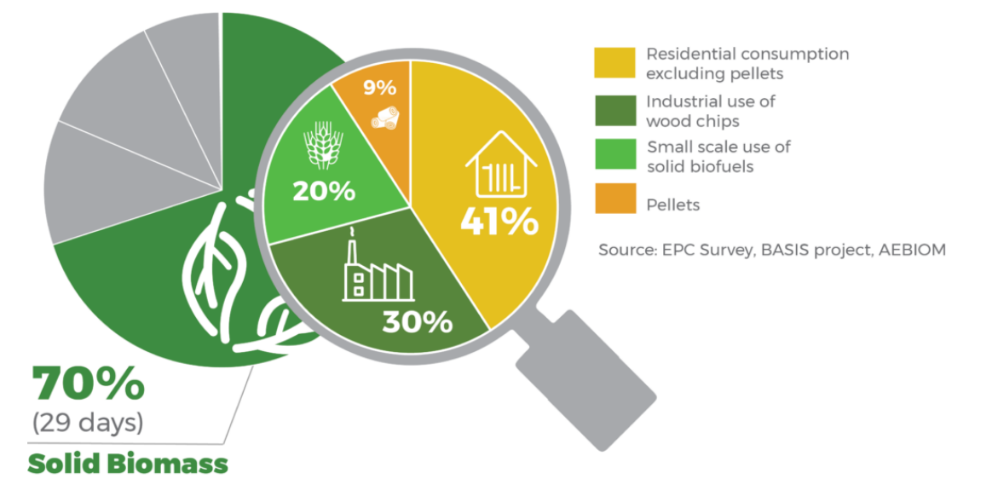 9%
20%
41%
30%
Residential consumption
excluding pellets
Industrial use of
wood chips
Small scale use of
solid biofuels
Pellets
Source: EPC Survey, BASIS project, AEBIOM
70%
(29 days)
Solid Biomass